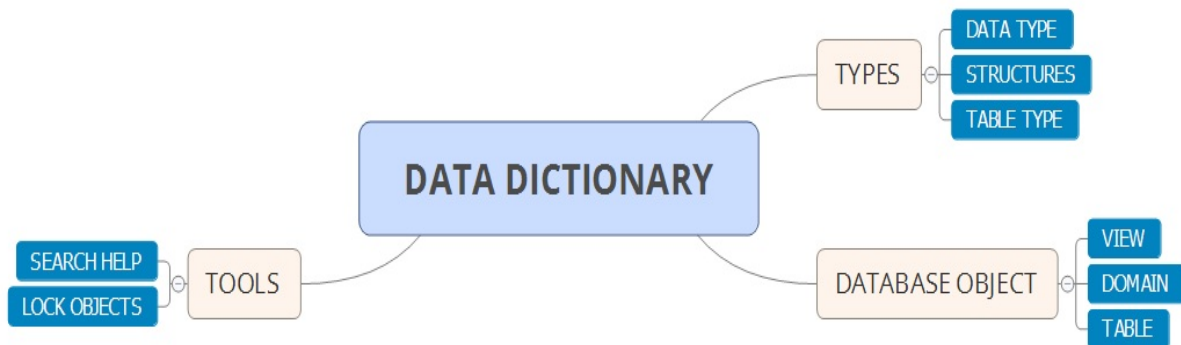 DATA TYPE
TYPES
STRUCTURES
TABLE TYPE
DATA DICTIONARY
SEARCH HELP
TOOLS
LOCK OBJECTS
VIEW
DATABASE OBJECT
DOMAIN
TABLE